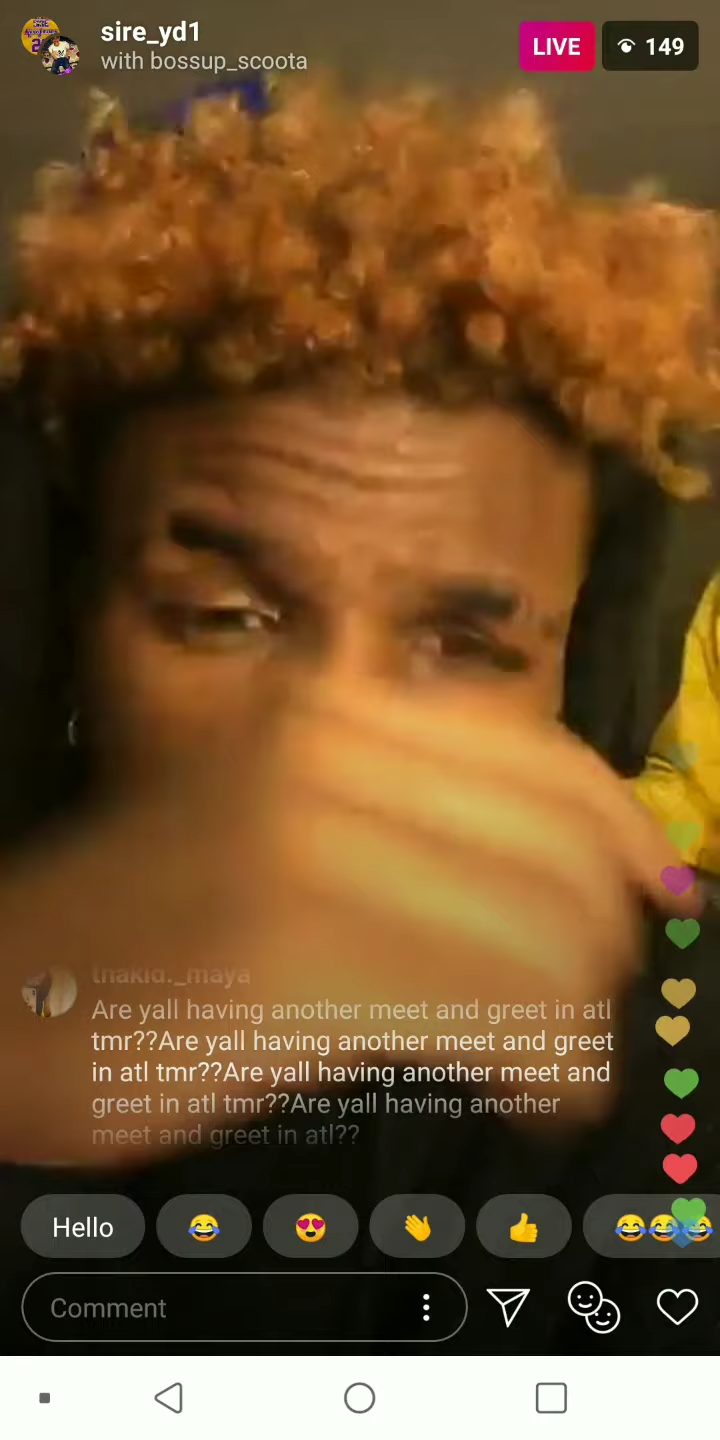 sire_yd1
with bossup_scoota
LIVE
149
thakid._maya
Are yall having another meet and greet in atl
tmr??Are yall having another meet and greet
in atl tmr??Are yall having another meet and
greet in atl tmr??Are yall having another
meet and greet in atl??
Hello
Comment